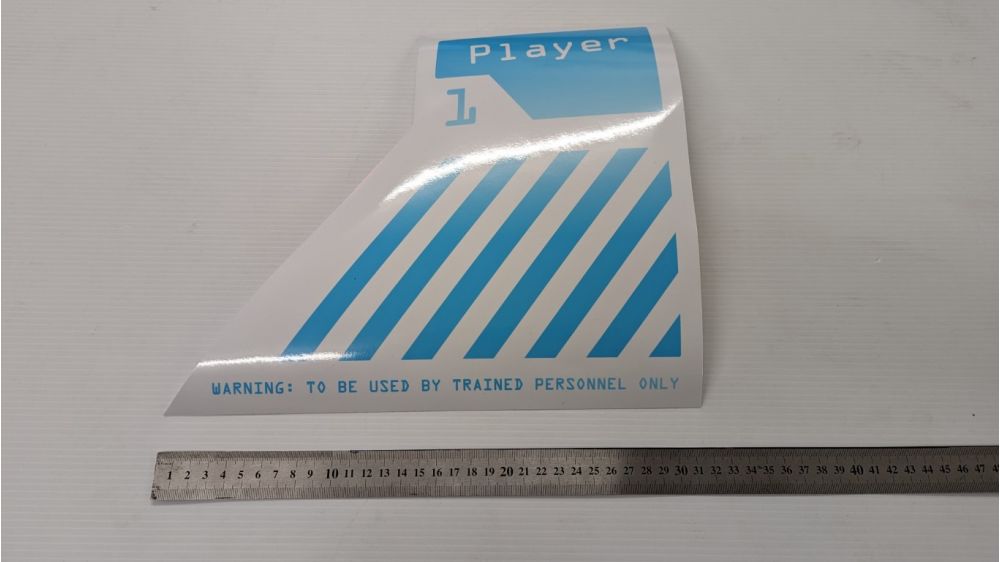 Player
1
WARNING: TO BE USED BY TRAINED PERSONNEL ONLY
1 2 3 4 5 6 7 8 9 10 11 12 13 14 15 16 17 18 19 20 21 22 23 24 25 26 27 28 29 30 31 32 33 34 35 36 37 38 39 40 41 42 43 44 45 46 47